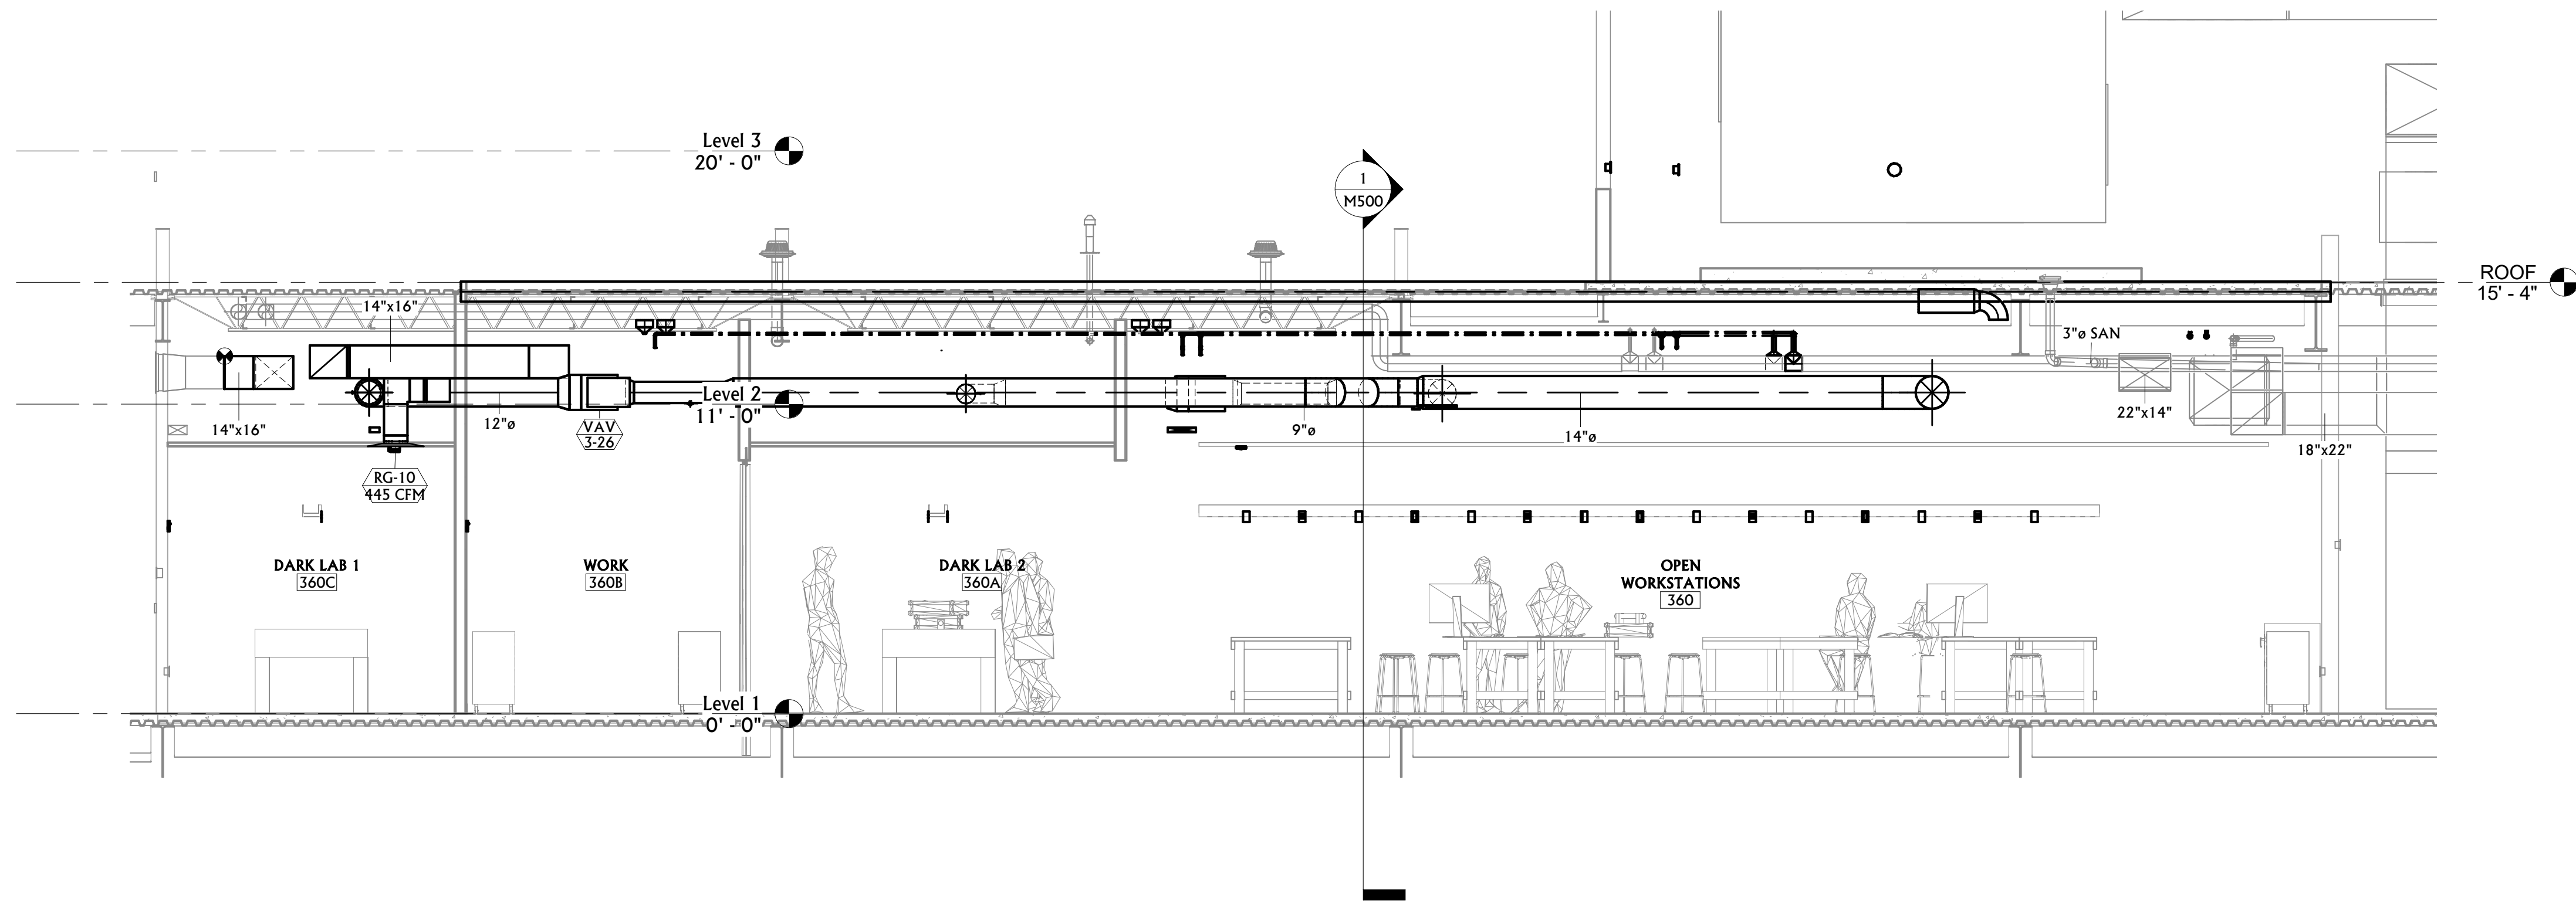 Level 3
20' - 0"
1
M500
ROOF
15' - 4"
14"x16"
3"ø SAN
Level 2
11' - 0"
14"x16"
12"ø
VAV
3-26
9"ø
14"ø
22"x14"
18"x22"
RG-10
445 CFM
DARK LAB 1
360C
WORK
360B
DARK LAB 2
360A
OPEN
WORKSTATIONS
360
Level 1
0' - 0"